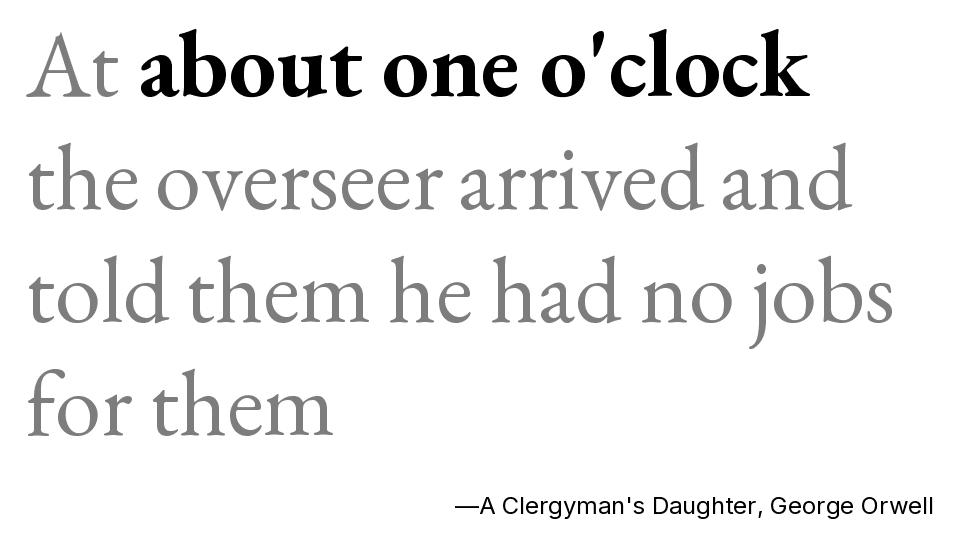 At about one o'clock
the overseer arrived and
told them he had no jobs
for them
—A Clergyman's Daughter, George Orwell